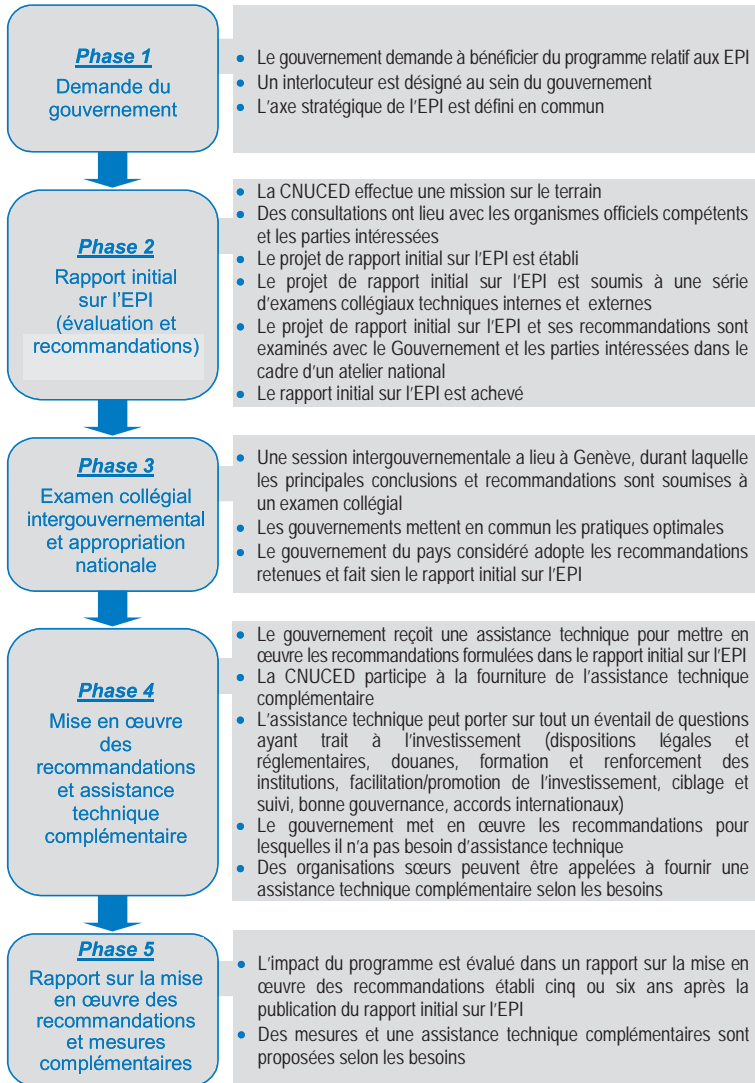 Phase 1
Demande du
gouvernement
• Le gouvernement demande à bénéficier du programme relatif aux EPI
• Un interlocuteur est désigné au sein du gouvernement
• L'axe stratégique de l'EPI est défini en commun
Phase 2
Rapport initial
sur l'EPI
(évaluation et
recommandations)
• La CNUCED effectue une mission sur le terrain
• Des consultations ont lieu avec les organismes officiels compétents
et les parties intéressées
• Le projet de rapport initial sur l'EPI est établi
• Le projet de rapport initial sur l'EPI est soumis à une série
d'examens collégiaux techniques internes et externes
• Le projet de rapport initial sur l'EPI et ses recommandations sont
examinés avec le Gouvernement et les parties intéressées dans le
cadre d'un atelier national
• Le rapport initial sur l'EPI est achevé
Phase 3
Examen collégial
intergouvernemental
et appropriation
nationale
• Une session intergouvernementale a lieu à Genève, durant laquelle
les principales conclusions et recommandations sont soumises à
un examen collégial
• Les gouvernements mettent en commun les pratiques optimales
• Le gouvernement du pays considéré adopte les recommandations
retenues et fait sien le rapport initial sur l'EPI
Phase 4
Mise en œuvre
des
recommandations
et assistance
technique
complémentaire
• Le gouvernement reçoit une assistance technique pour mettre en
œuvre les recommandations formulées dans le rapport initial sur l'EPI
• La CNUCED participe à la fourniture de l'assistance technique
complémentaire
• L'assistance technique peut porter sur tout un éventail de questions
ayant trait à l'investissement (dispositions légales et
réglementaires, douanes, formation et renforcement des
institutions, facilitation/promotion de l'investissement, ciblage et
suivi, bonne gouvernance, accords internationaux)
• Le gouvernement met en œuvre les recommandations pour
lesquelles il n'a pas besoin d'assistance technique
• Des organisations sœurs peuvent être appelées à fournir une
assistance technique complémentaire selon les besoins
Phase 5
Rapport sur la mise
en œuvre des
recommandations
et mesures
complémentaires
• L'impact du programme est évalué dans un rapport sur la mise en
œuvre des recommandations établi cinq ou six ans après la
publication du rapport initial sur l'EPI
• Des mesures et une assistance technique complémentaires sont
proposées selon les besoins